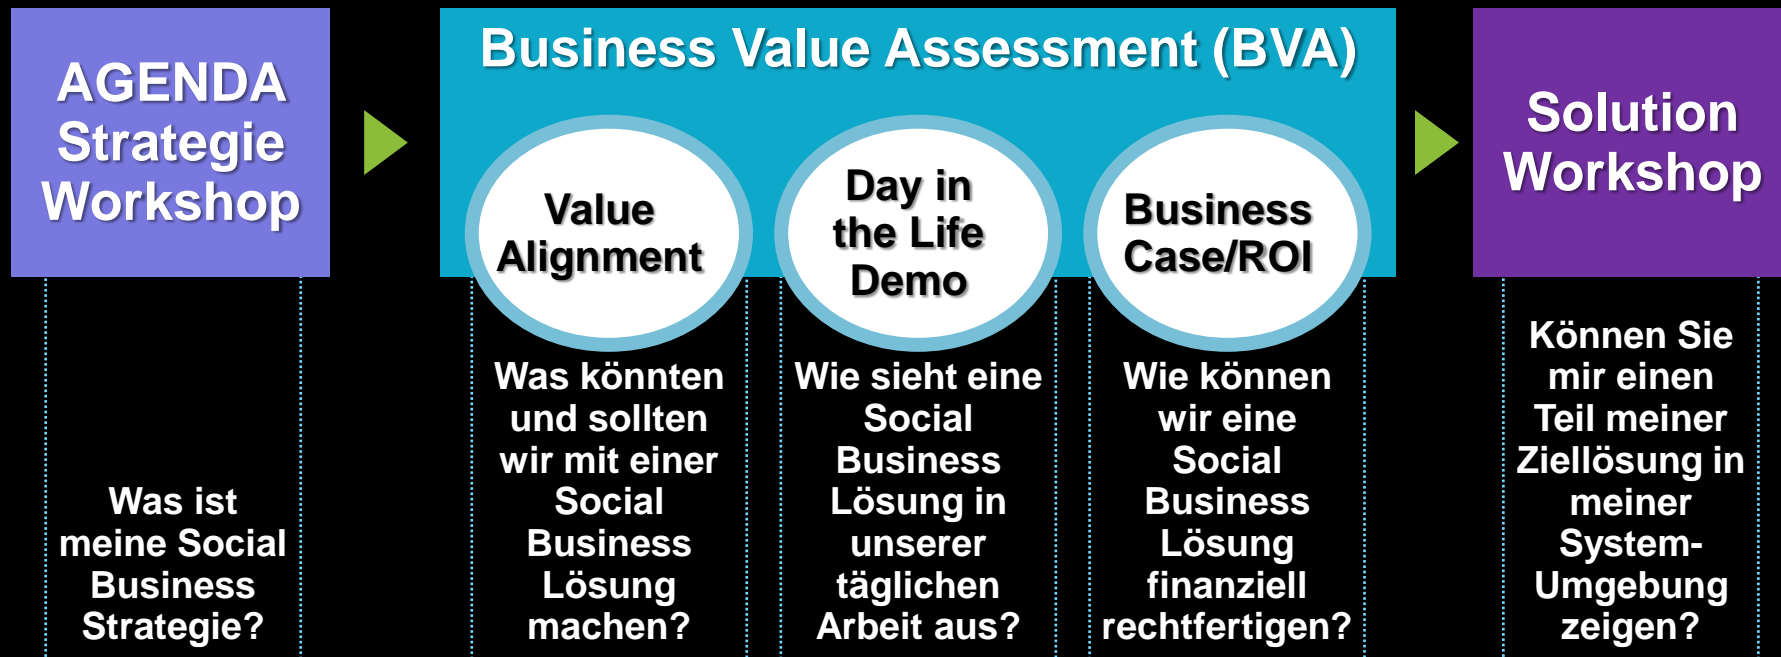 AGENDA
Strategie
Workshop
Business Value Assessment (BVA)
Value
Alignment
Day in
the Life
Demo
Business
Case/ROI
Solution
Workshop
Was ist
meine Social
Business
Strategie?
Was könnten
und sollten
wir mit einer
Social
Business
Lösung
machen?
Wie sieht eine
Social
Business
Lösung in
unserer
täglichen
Arbeit aus?
Wie können
wir eine
Social
Business
Lösung
finanziell
rechtfertigen?
Können Sie
mir einen
Teil meiner
Ziellösung in
meiner
System-
Umgebung
zeigen?